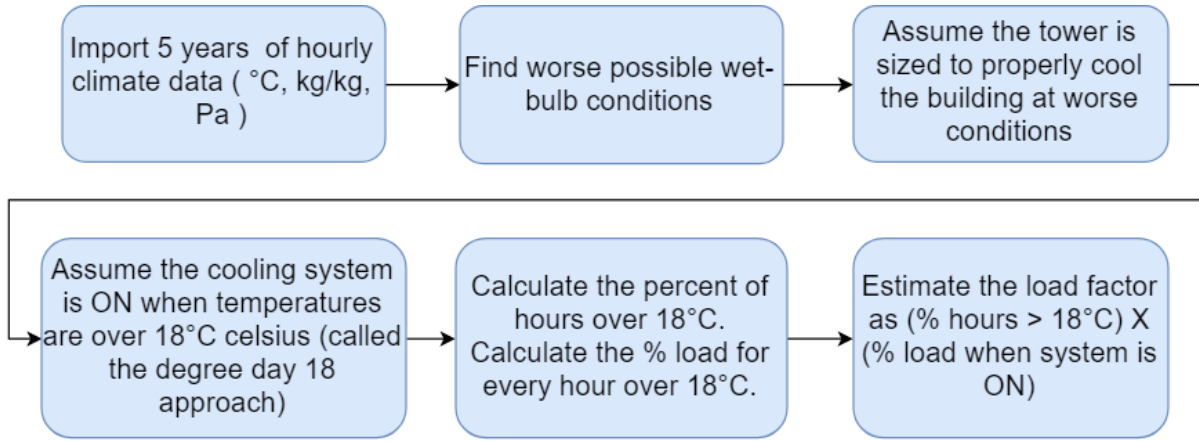 Import 5 years of hourly
climate data ( °C, kg/kg,
Pa )
Find worse possible wet-
bulb conditions
Assume the tower is
sized to properly cool
the building at worse
conditions
Assume the cooling system
is ON when temperatures
are over 18°C celsius (called
the degree day 18
approach)
Calculate the percent of
hours over 18°C.
Calculate the % load for
every hour over 18°C.
Estimate the load factor
as (% hours > 18°C) X
(% load when system is
ON)